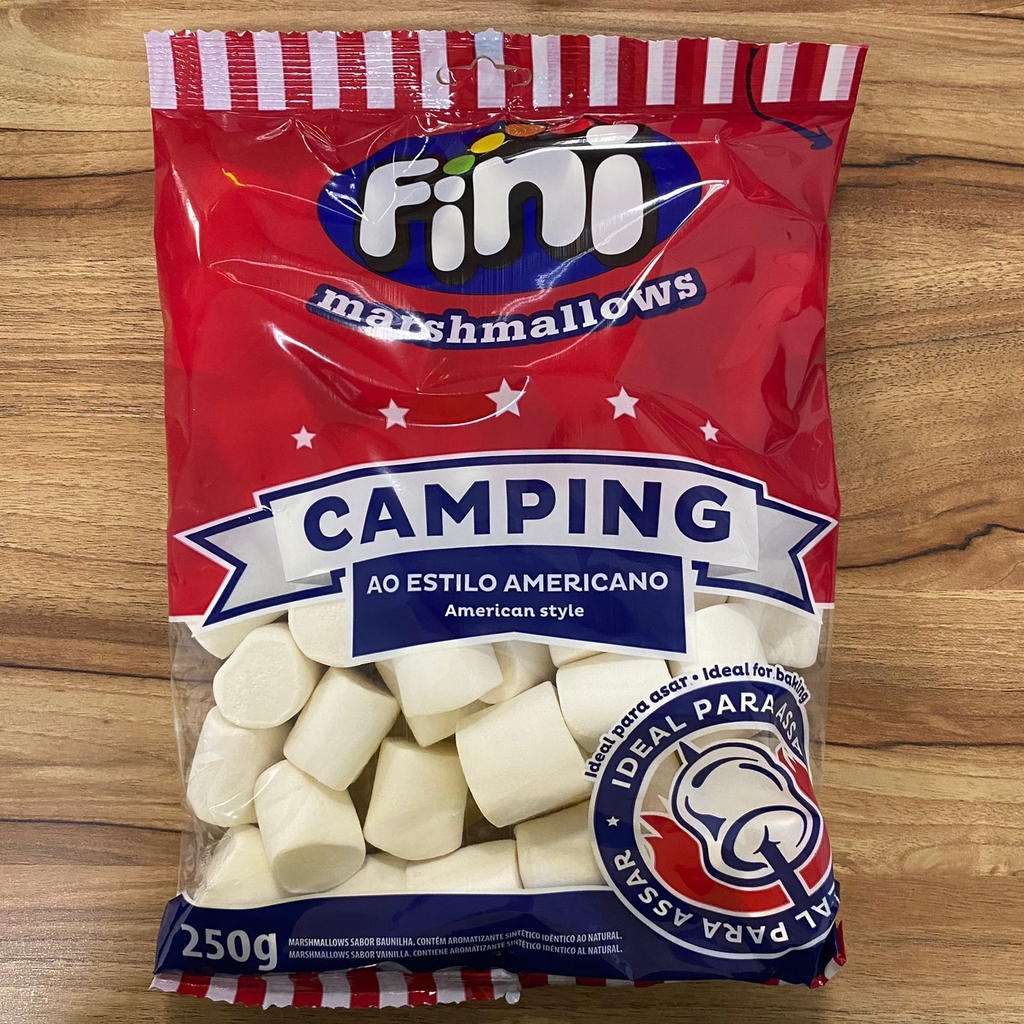 Fini
marshmallows
CAMPING
AO ESTILO AMERICANO
American style
Ideal para asar • Ideal for baking
IDEAL PARA ASSAR
IDEAL PARA ASSAR
250g
MARSHMALLOWS SABOR BAUNILHA. CONTÉM AROMATIZANTE SINTÉTICO IDÊNTICO AO NATURAL.
MARSHMALLOWS SABOR VAINILLA. CONTIENE AROMATIZANTE SINTÉTICO IDÉNTICO AL NATURAL.